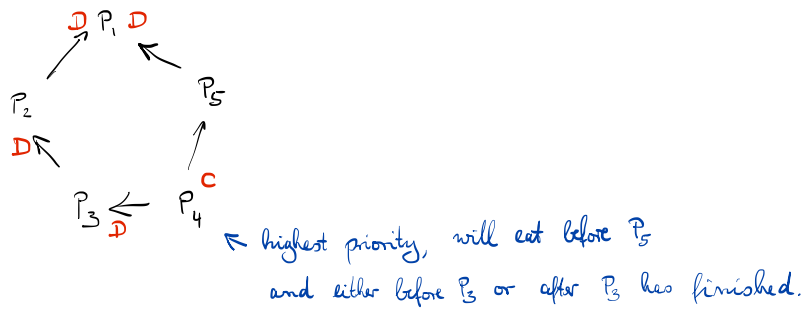 D P₁ D
P₂
P₅
D
C
P₃
P₄
D
highest priority, will eat before P₅
and either before P₃ or after P₃ has finished.